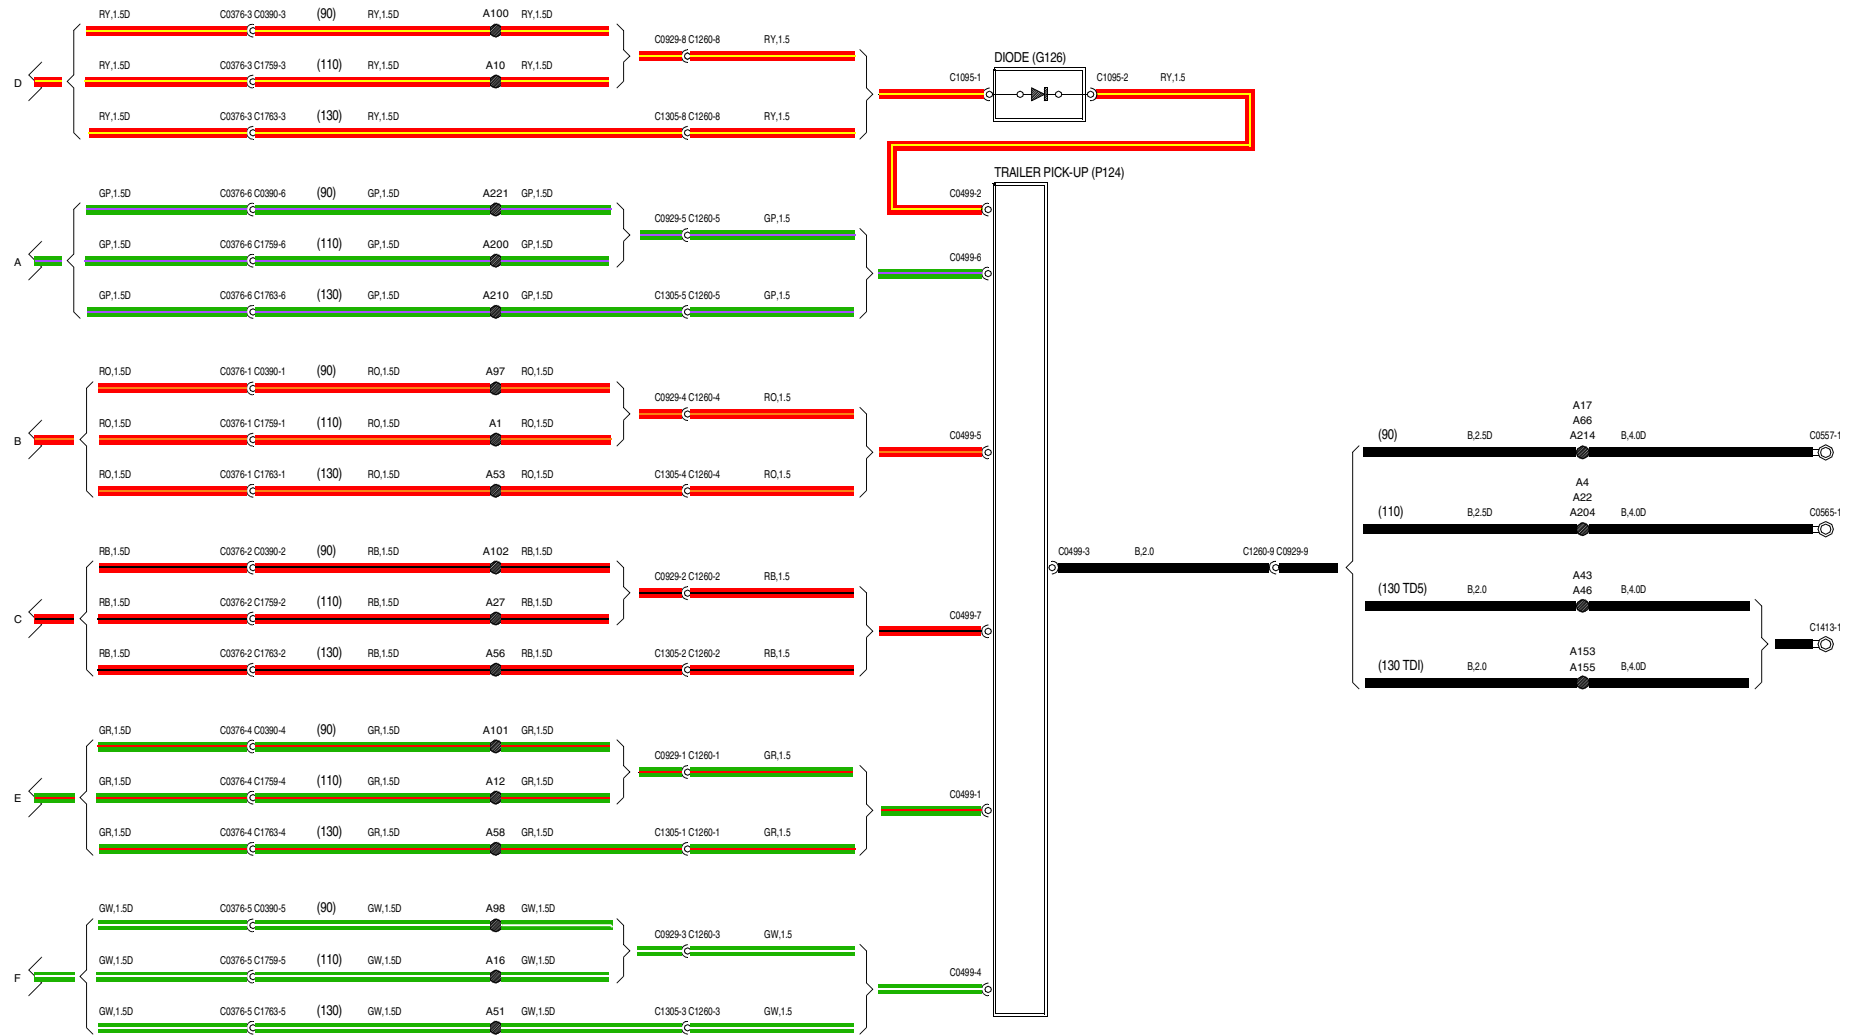 RY,1.5D C0376-3 C0390-3 (90) RY,1.5D A100 RY,1.5D
C0929-8 C1260-8 RY,1.5
D RY,1.5D C0376-3 C1759-3 (110) RY,1.5D A10 RY,1.5D
RY,1.5D C0376-3 C1763-3 (130) RY,1.5D C1305-8 C1260-8 RY,1.5
DIODE (G126)
C1095-1 C1095-2 RY,1.5
TRAILER PICK-UP (P124)
C0499-2
GP,1.5D C0376-6 C0390-6 (90) GP,1.5D A221 GP,1.5D
C0929-5 C1260-5 GP,1.5
A GP,1.5D C0376-6 C1759-6 (110) GP,1.5D A200 GP,1.5D
C0499-6
GP,1.5D C0376-6 C1763-6 (130) GP,1.5D A210 GP,1.5D C1305-5 C1260-5 GP,1.5
RO,1.5D C0376-1 C0390-1 (90) RO,1.5D A97 RO,1.5D
C0929-4 C1260-4 RO,1.5
B RO,1.5D C0376-1 C1759-1 (110) RO,1.5D A1 RO,1.5D
C0499-5
RO,1.5D C0376-1 C1763-1 (130) RO,1.5D A53 RO,1.5D C1305-4 C1260-4 RO,1.5
RB,1.5D C0376-2 C0390-2 (90) RB,1.5D A102 RB,1.5D
C0929-2 C1260-2 RB,1.5
C RB,1.5D C0376-2 C1759-2 (110) RB,1.5D A27 RB,1.5D
C0499-7
RB,1.5D C0376-2 C1763-2 (130) RB,1.5D A56 RB,1.5D C1305-2 C1260-2 RB,1.5
GR,1.5D C0376-4 C0390-4 (90) GR,1.5D A101 GR,1.5D
C0929-1 C1260-1 GR,1.5
E GR,1.5D C0376-4 C1759-4 (110) GR,1.5D A12 GR,1.5D
C0499-1
GR,1.5D C0376-4 C1763-4 (130) GR,1.5D A58 GR,1.5D C1305-1 C1260-1 GR,1.5
GW,1.5D C0376-5 C0390-5 (90) GW,1.5D A98 GW,1.5D
C0929-3 C1260-3 GW,1.5
F GW,1.5D C0376-5 C1759-5 (110) GW,1.5D A16 GW,1.5D
C0499-4
GW,1.5D C0376-5 C1763-5 (130) GW,1.5D A51 GW,1.5D C1305-3 C1260-3 GW,1.5
C0499-3 B,2.0 C1260-9 C0929-9
A17
A66
(90) B,2.5D A214 B,4.0D C0557-1
A4
A22
(110) B,2.5D A204 B,4.0D C0565-1
A43
(130 TD5) B,2.0 A46 B,4.0D
C1413-1
A153
(130 TDI) B,2.0 A155 B,4.0D